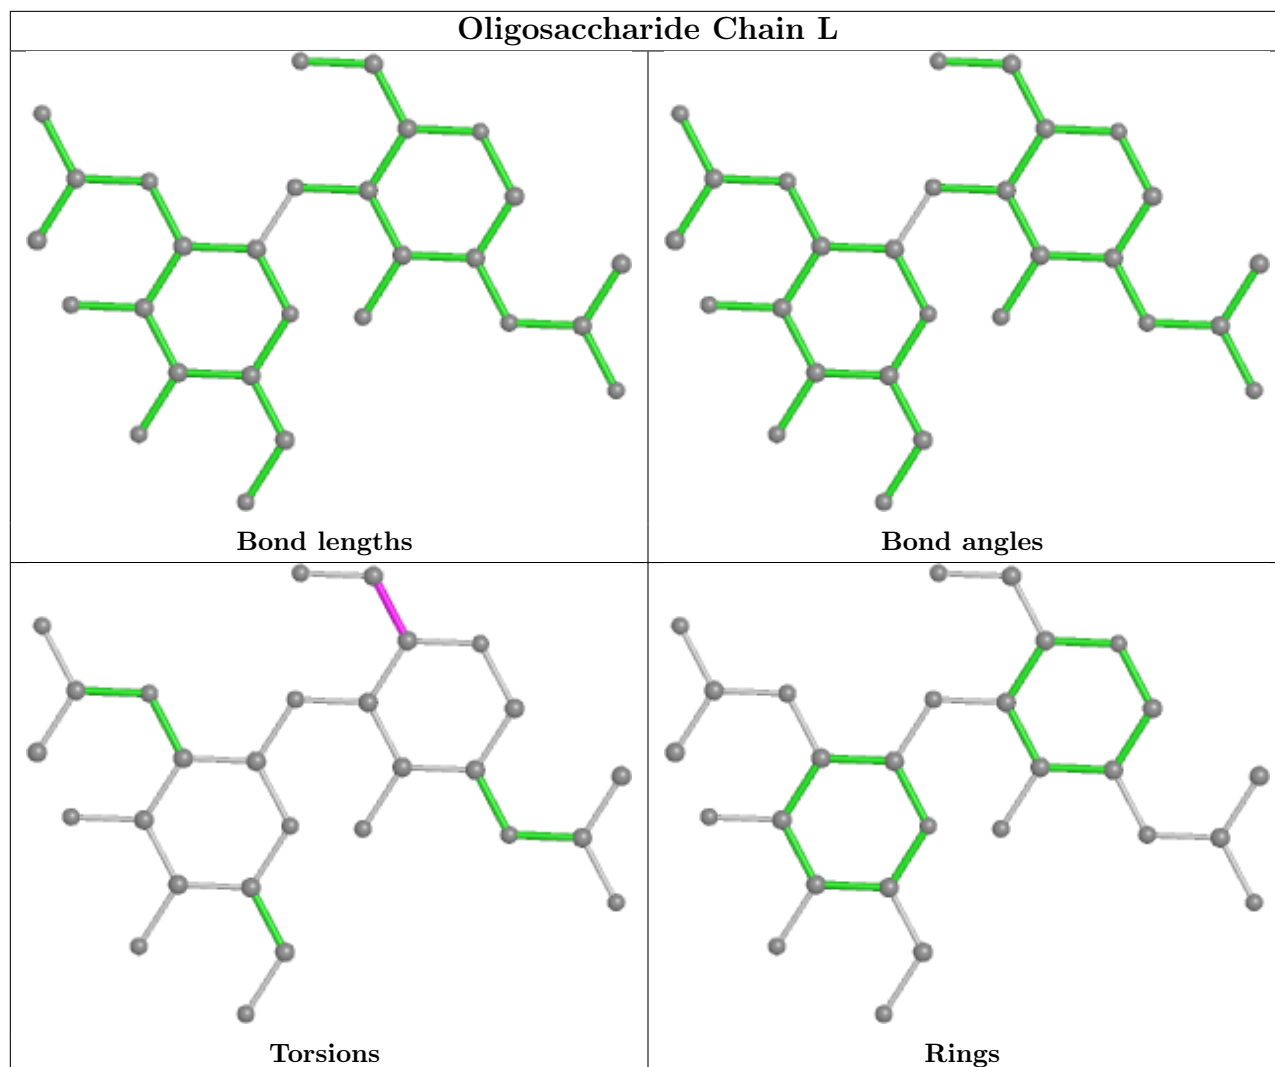 Oligosaccharide Chain L
Bond lengths
Bond angles
Torsions
Rings